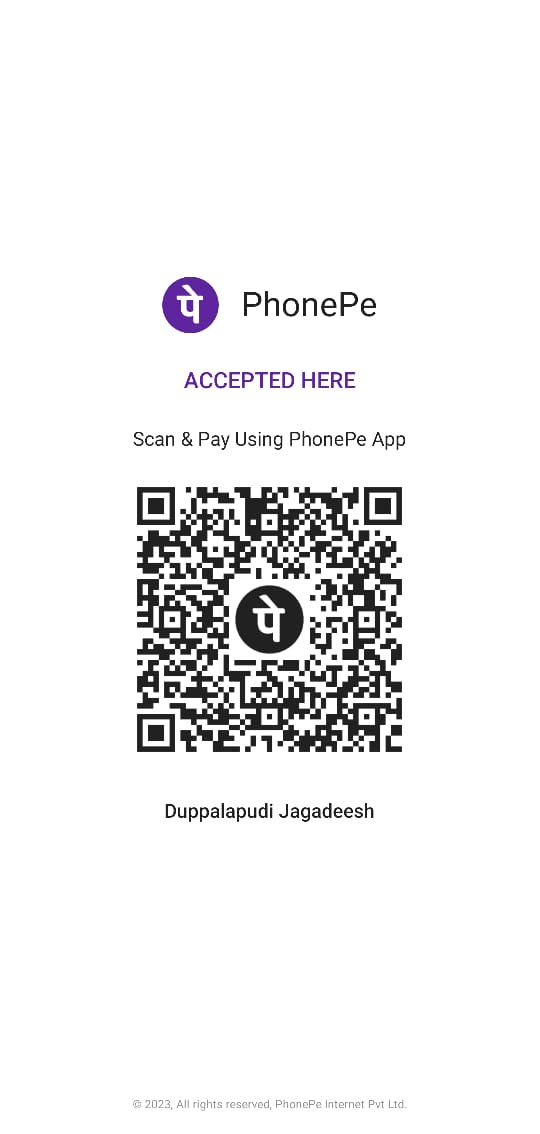 पे PhonePe
ACCEPTED HERE
Scan & Pay Using PhonePe App
पे
Duppalapudi Jagadeesh
© 2023, All rights reserved, PhonePe Internet Pvt Ltd.